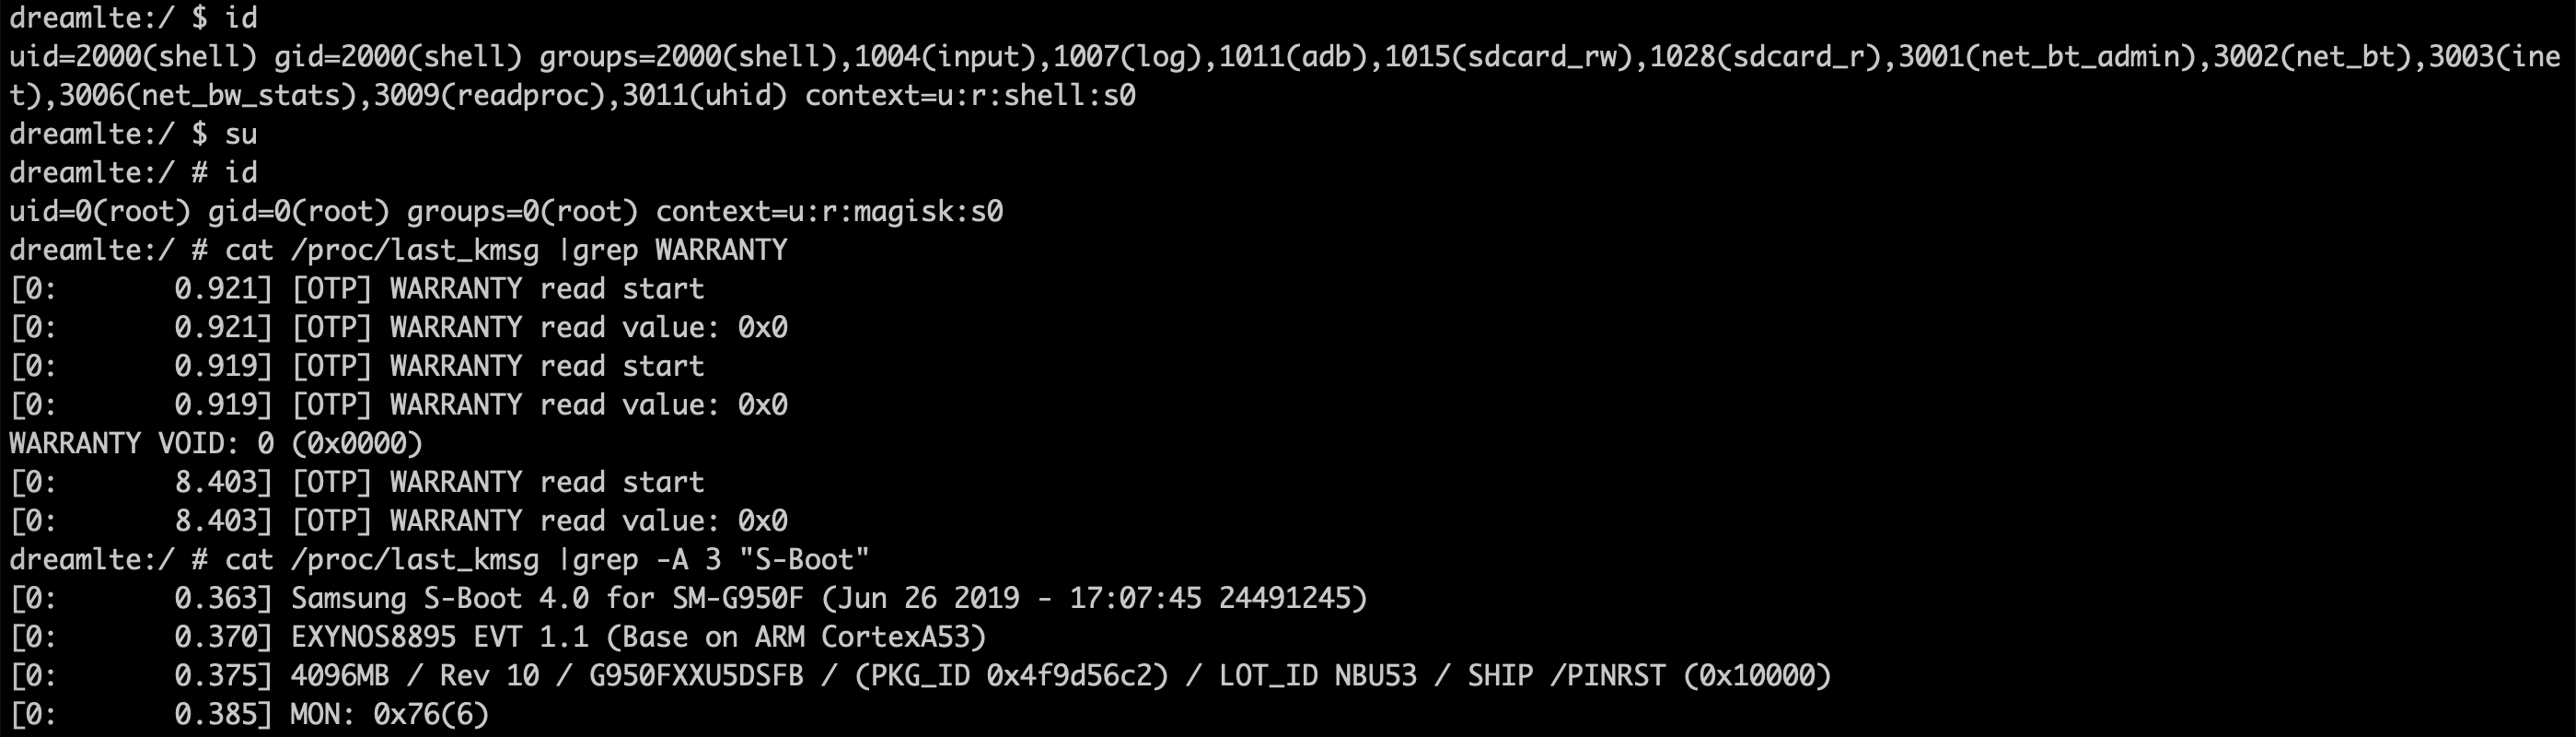 dreamlte:/ $ id
uid=2000(shell) gid=2000(shell) groups=2000(shell),1004(input),1007(log),1011(adb),1015(sdcard_rw),1028(sdcard_r),3001(net_bt_admin),3002(net_bt),3003(ine
t),3006(net_bw_stats),3009(readproc),3011(uhid) context=u:r:shell:s0
dreamlte:/ $ su
dreamlte:/ # id
uid=0(root) gid=0(root) groups=0(root) context=u:r:magisk:s0
dreamlte:/ # cat /proc/last_kmsg |grep WARRANTY
[0:       0.921] [OTP] WARRANTY read start
[0:       0.921] [OTP] WARRANTY read value: 0x0
[0:       0.919] [OTP] WARRANTY read start
[0:       0.919] [OTP] WARRANTY read value: 0x0
WARRANTY VOID: 0 (0x0000)
[0:       8.403] [OTP] WARRANTY read start
[0:       8.403] [OTP] WARRANTY read value: 0x0
dreamlte:/ # cat /proc/last_kmsg |grep -A 3 "S-Boot"
[0:       0.363] Samsung S-Boot 4.0 for SM-G950F (Jun 26 2019 - 17:07:45 24491245)
[0:       0.370] EXYNOS8895 EVT 1.1 (Base on ARM CortexA53)
[0:       0.375] 4096MB / Rev 10 / G950FXXU5DSFB / (PKG_ID 0x4f9d56c2) / LOT_ID NBU53 / SHIP /PINRST (0x10000)
[0:       0.385] MON: 0x76(6)